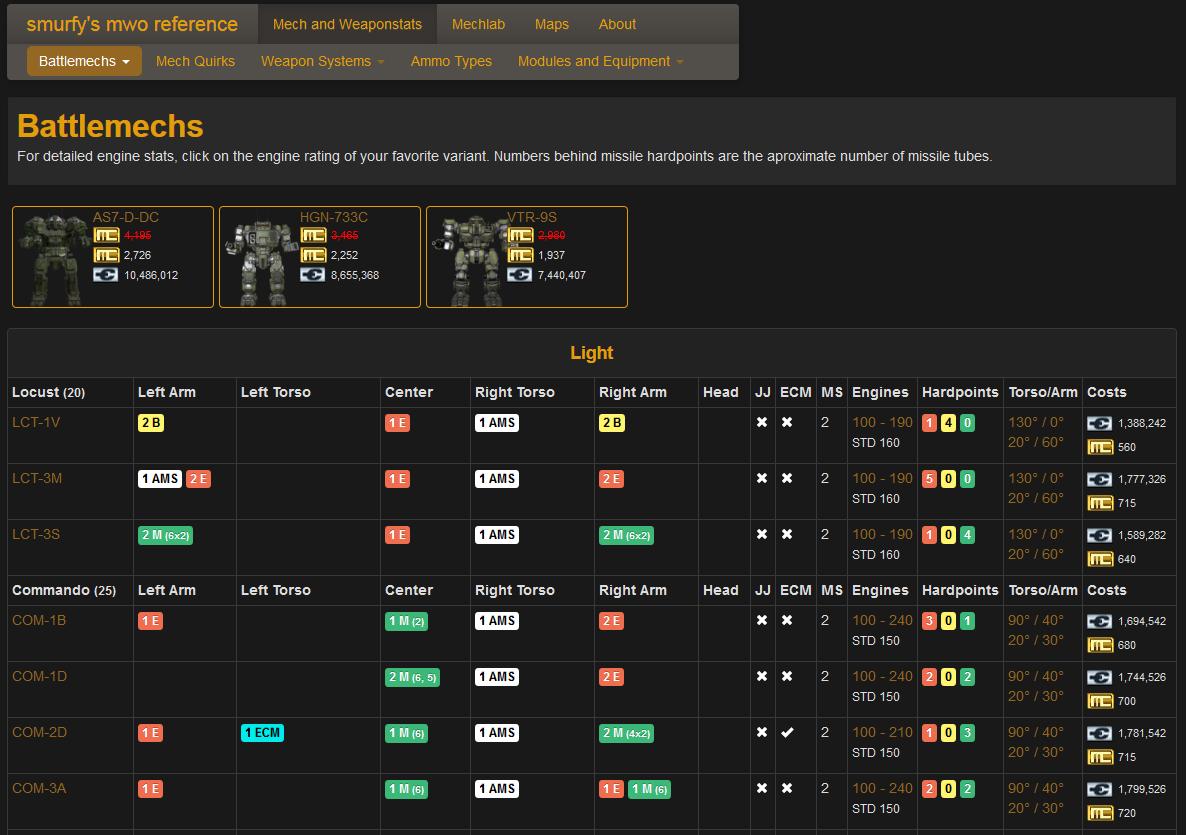 smurfy's mwo reference Mech and Weaponstats Mechlab Maps About
Battlemechs Mech Quirks Weapon Systems Ammo Types Modules and Equipment
Battlemechs
For detailed engine stats, click on the engine rating of your favorite variant. Numbers behind missile hardpoints are the aproximate number of missile tubes.
AS7-D-DC
MC 4,195
MC 2,726
10,486,012
HGN-733C
MC 3,465
MC 2,252
8,655,368
VTR-9S
MC 2,980
MC 1,937
7,440,407
Light
Locust (20) Left Arm Left Torso Center Right Torso Right Arm Head JJ ECM MS Engines Hardpoints Torso/Arm Costs
LCT-1V 2 B 1 E 1 AMS 2 B 2 100 - 190 1 4 0 130° / 0° 1,388,242
STD 160 20° / 60° MC 560
LCT-3M 1 AMS 2 E 1 E 1 AMS 2 E 2 100 - 190 5 0 0 130° / 0° 1,777,326
STD 160 20° / 60° MC 715
LCT-3S 2 M (6x2) 1 E 1 AMS 2 M (6x2) 2 100 - 190 1 0 4 130° / 0° 1,589,282
STD 160 20° / 60° MC 640
Commando (25) Left Arm Left Torso Center Right Torso Right Arm Head JJ ECM MS Engines Hardpoints Torso/Arm Costs
COM-1B 1 E 1 M (2) 1 AMS 2 E 2 100 - 240 3 0 1 90° / 40° 1,694,542
STD 150 20° / 30° MC 680
COM-1D 2 M (6, 5) 1 AMS 2 E 2 100 - 240 2 0 2 90° / 40° 1,744,526
STD 150 20° / 30° MC 700
COM-2D 1 E 1 ECM 1 M (6) 1 AMS 2 M (4x2) 2 100 - 210 1 0 3 90° / 40° 1,781,542
STD 150 20° / 30° MC 715
COM-3A 1 E 1 M (6) 1 AMS 1 E 1 M (6) 2 100 - 240 2 0 2 90° / 40° 1,799,526
STD 150 20° / 30° MC 720